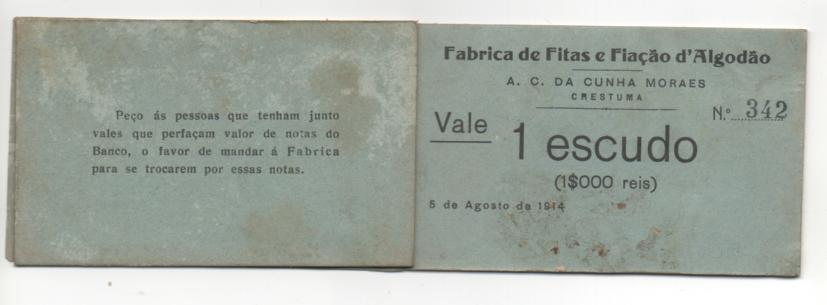 Peço ás pessoas que tenham junto
vales que perfaçam valor de notas do
Banco, o favor de mandar á Fabrica
para se trocarem por essas notas.
Fabrica de Fitas e Fiação d'Algodão
A. C. DA CUNHA MORAES
CRESTUMA
N.º 342
Vale 1 escudo
(1$000 reis)
5 de Agosto de 1914